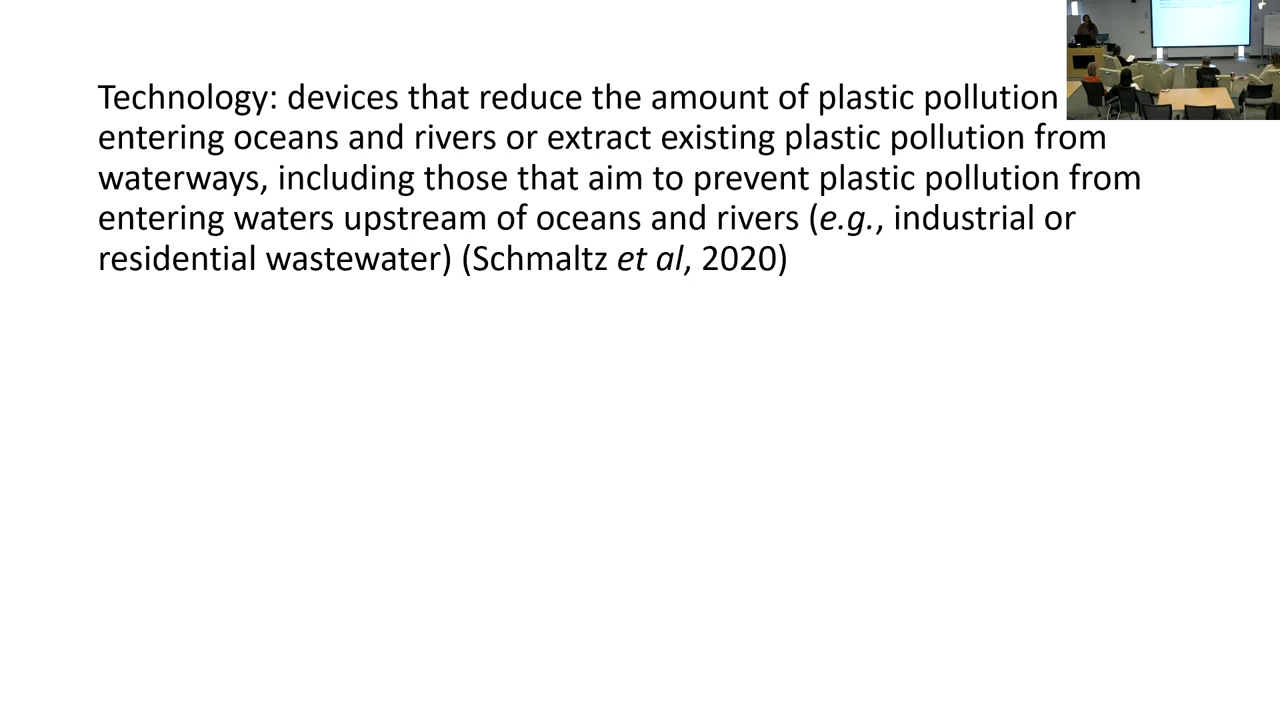 Technology: devices that reduce the amount of plastic pollution
entering oceans and rivers or extract existing plastic pollution from
waterways, including those that aim to prevent plastic pollution from
entering waters upstream of oceans and rivers (e.g., industrial or
residential wastewater) (Schmaltz et al, 2020)